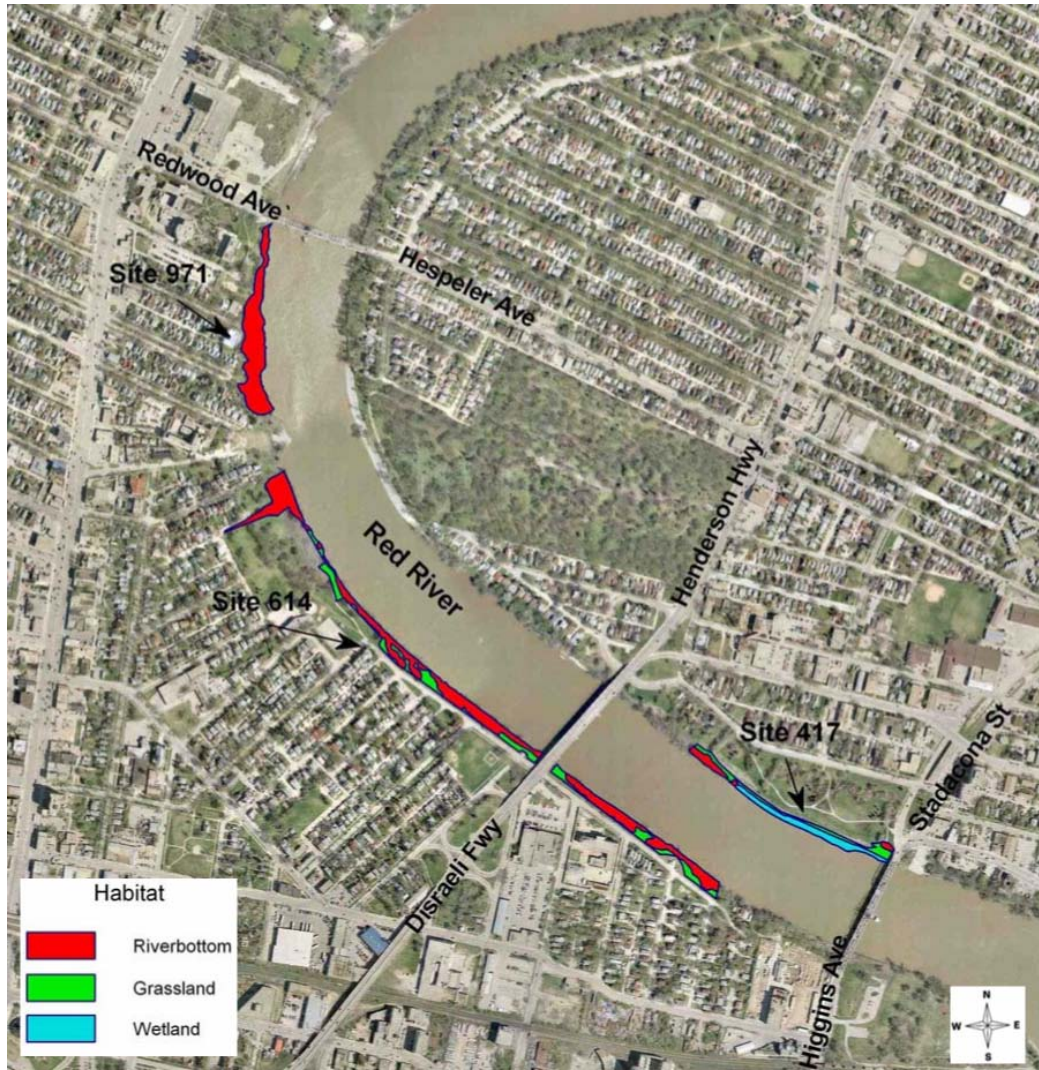 Redwood Ave
Site 971
Hespeler Ave
Henderson Hwy
Red River
Site 614
Site 417
Stadacona St
Disraeli Fwy
Higgins Ave
Habitat
Riverbottom
Grassland
Wetland
N
W E
S